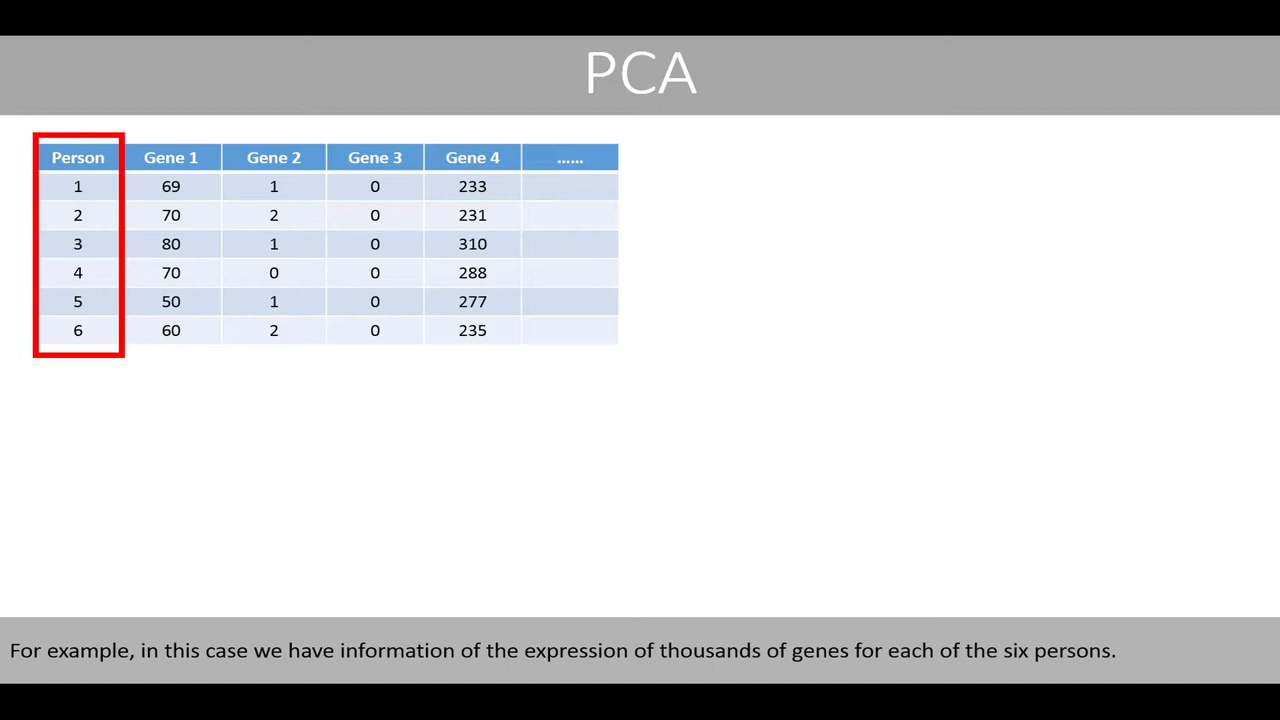 PCA
Person Gene 1 Gene 2 Gene 3 Gene 4 ......
1 69 1 0 233
2 70 2 0 231
3 80 1 0 310
4 70 0 0 288
5 50 1 0 277
6 60 2 0 235
For example, in this case we have information of the expression of thousands of genes for each of the six persons.